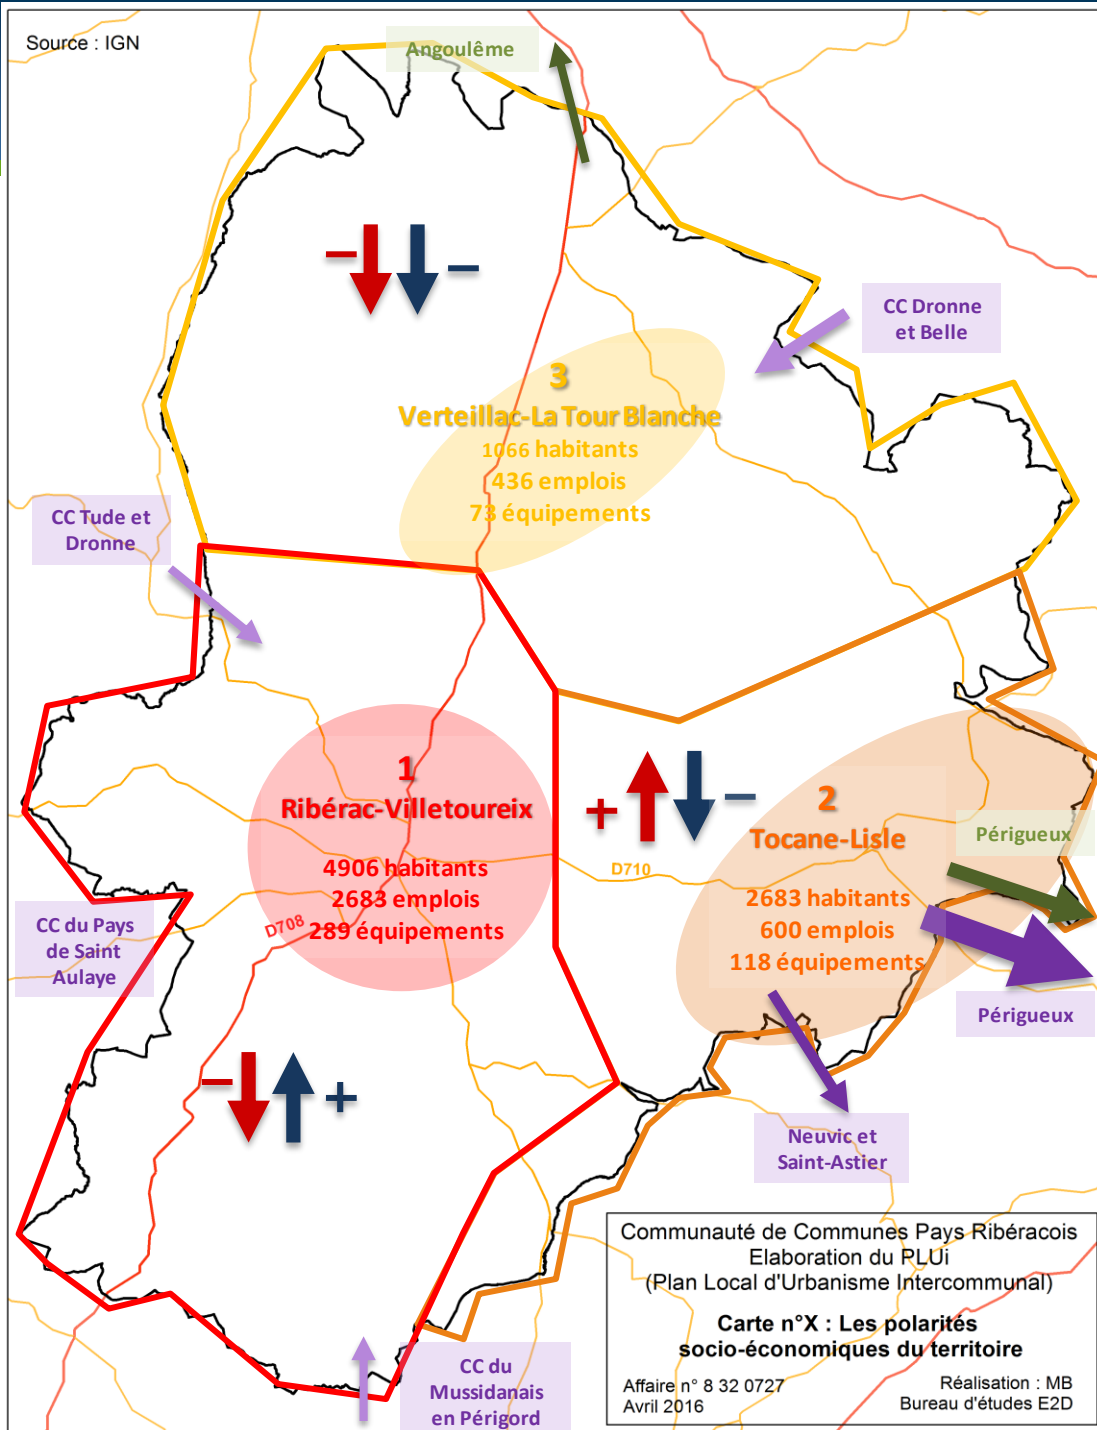 Source : IGN
Angoulême
–
–
CC Dronne
et Belle
3
Verteillac-La Tour Blanche
1066 habitants
436 emplois
73 équipements
CC Tude et
Dronne
1
Ribérac-Villetoureix
4906 habitants
2683 emplois
289 équipements
D708
+
–
D710
2
Tocane-Lisle
2683 habitants
600 emplois
118 équipements
Périgueux
Périgueux
CC du Pays
de Saint
Aulaye
–
+
Neuvic et
Saint-Astier
CC du
Mussidanais
en Périgord
Communauté de Communes Pays Ribéracois
Elaboration du PLUi
(Plan Local d'Urbanisme Intercommunal)
Carte n°X : Les polarités
socio-économiques du territoire
Affaire n° 8 32 0727
Avril 2016
Réalisation : MB
Bureau d'études E2D